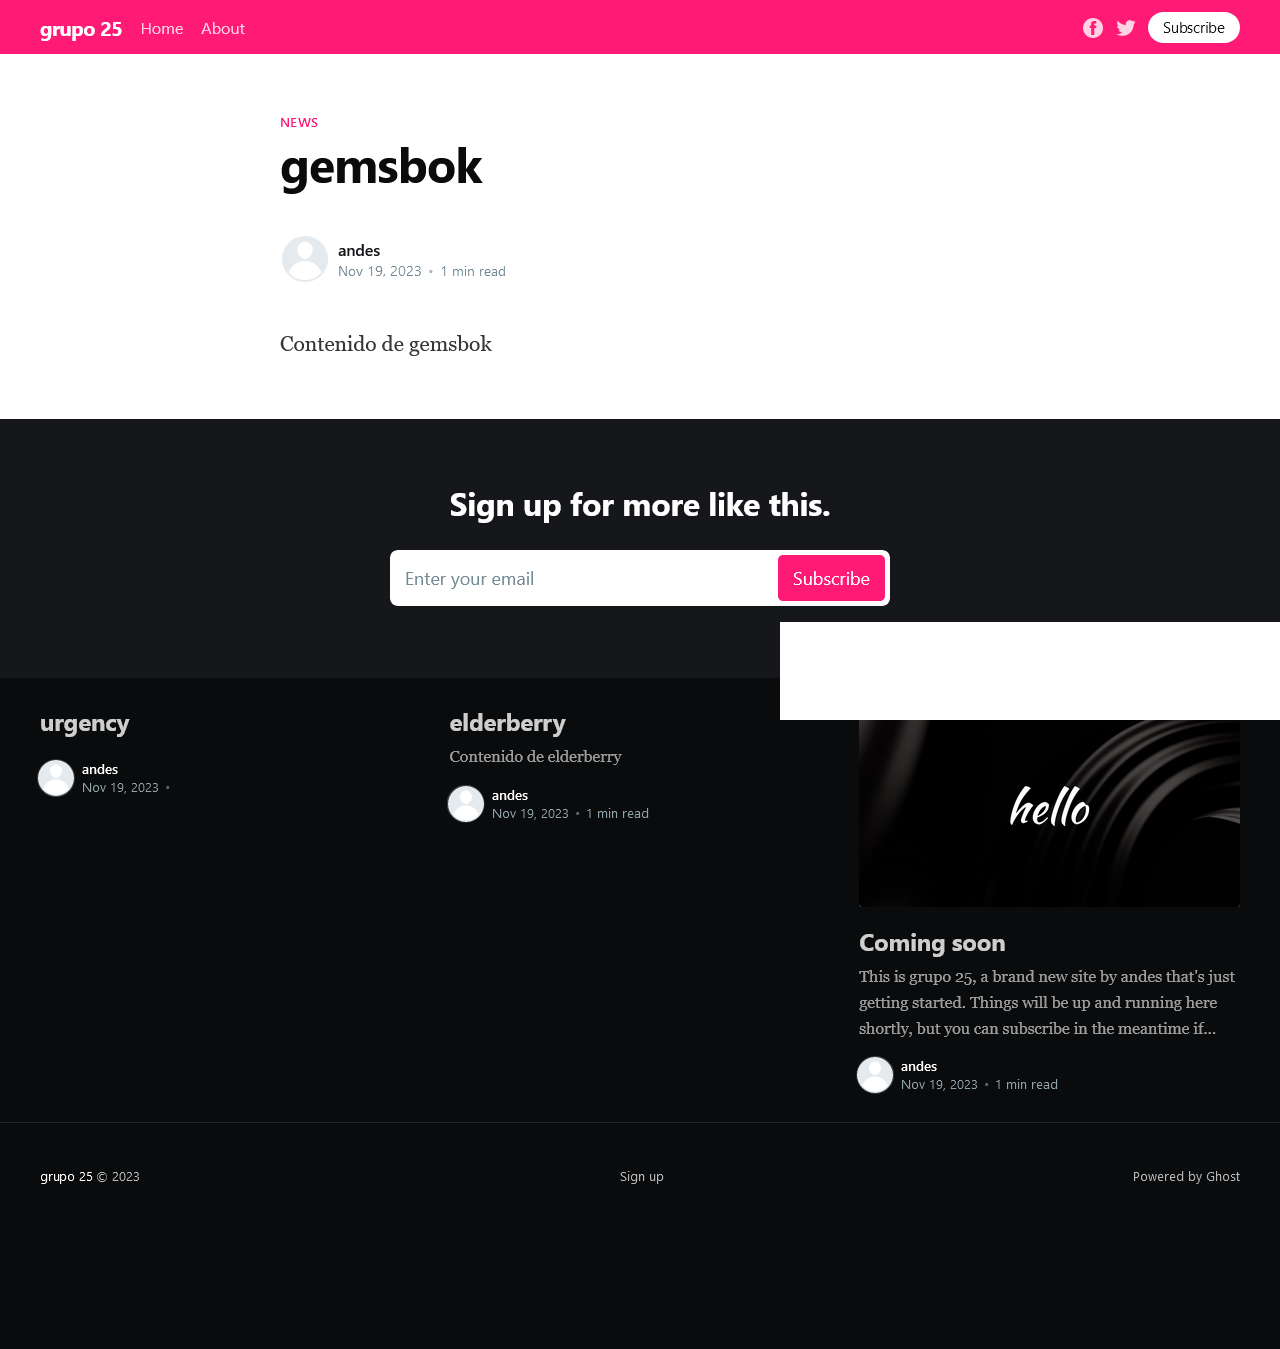 grupo 25 Home About Subscribe
NEWS
gemsbok
andes
Nov 19, 2023 • 1 min read
Contenido de gemsbok
Sign up for more like this.
Enter your email Subscribe
urgency
andes
Nov 19, 2023 •
elderberry
Contenido de elderberry
andes
Nov 19, 2023 • 1 min read
hello
Coming soon
This is grupo 25, a brand new site by andes that's just
getting started. Things will be up and running here
shortly, but you can subscribe in the meantime if...
andes
Nov 19, 2023 • 1 min read
grupo 25 © 2023 Sign up Powered by Ghost